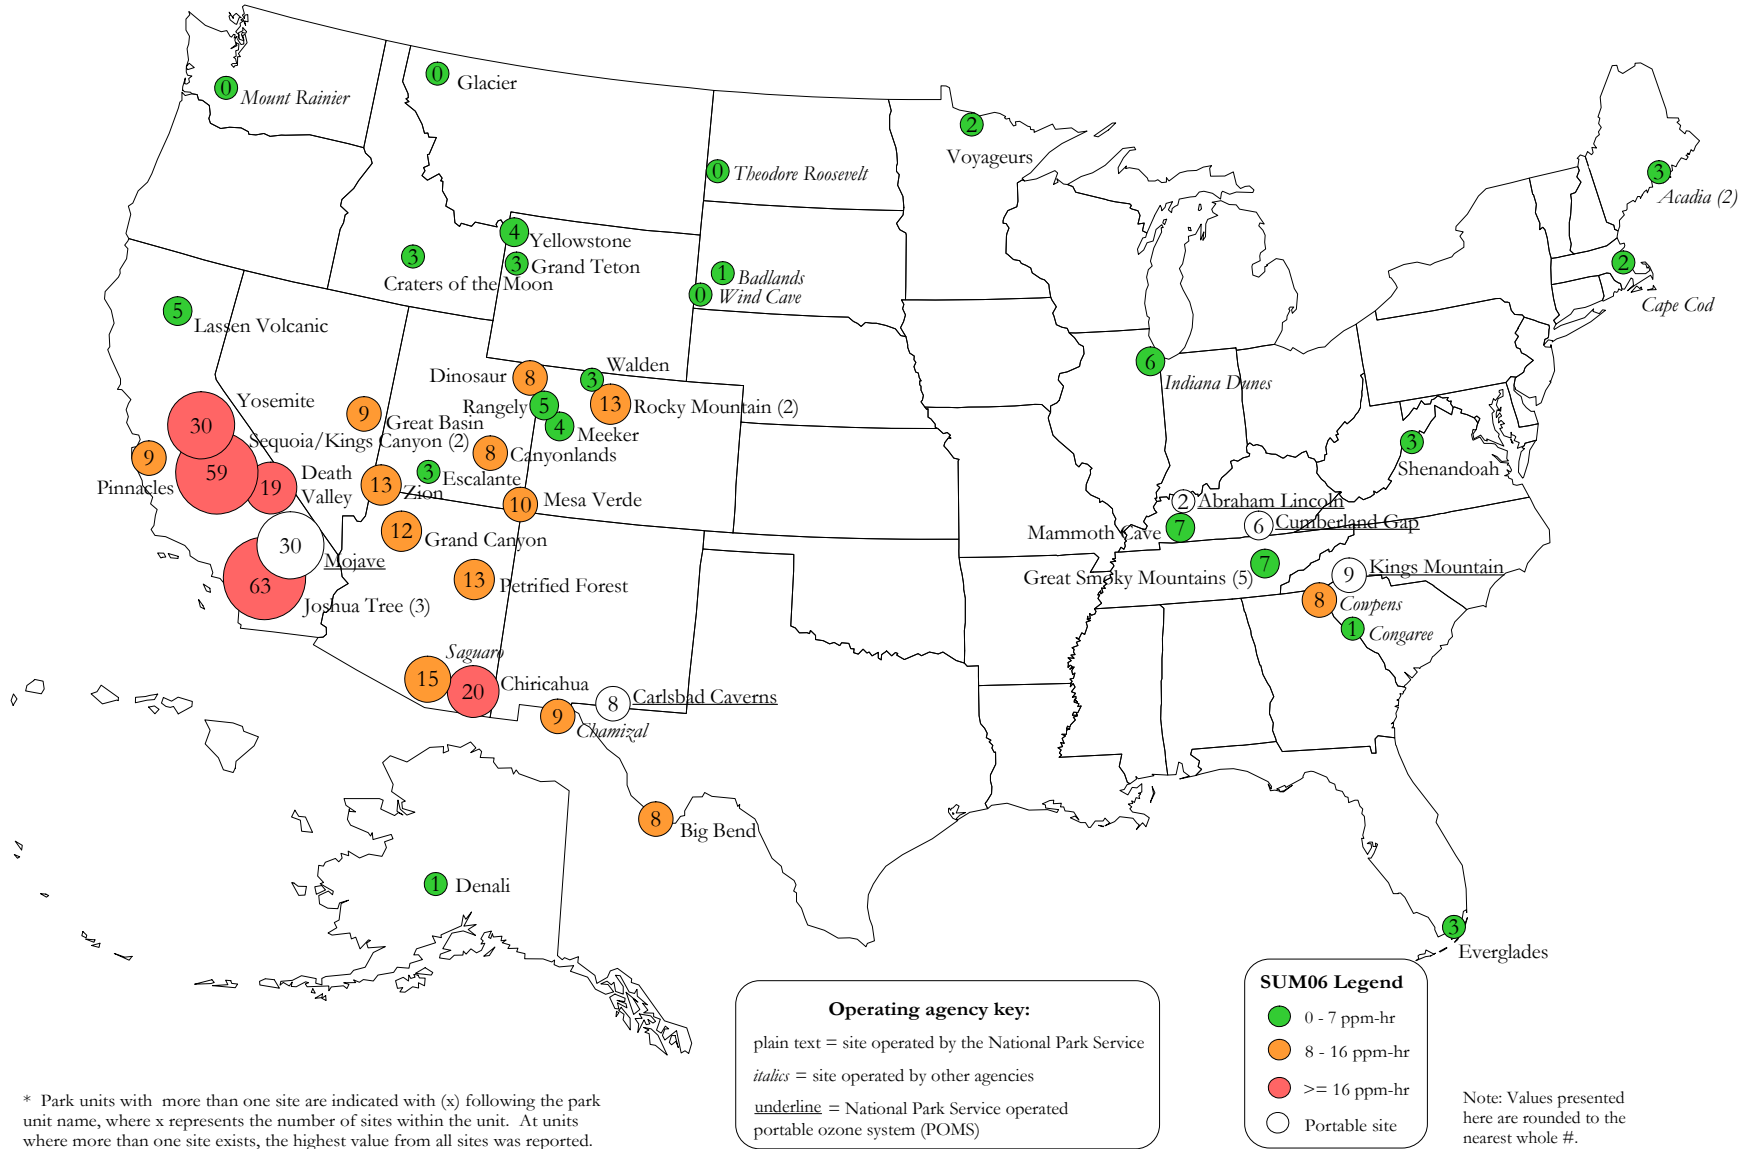 0
Mount Rainier
0
Glacier
0
Theodore Roosevelt
2
Voyageurs
3
Acadia (2)
2
Cape Cod
4
Yellowstone
3
Grand Teton
3
Craters of the Moon
1
Badlands
0
Wind Cave
5
Lassen Volcanic
6
Indiana Dunes
Dinosaur
8
3
Walden
13
Rocky Mountain (2)
Rangely
5
4
Meeker
30
Yosemite
9
Great Basin
59
Sequoia/Kings Canyon (2)
9
Pinnacles
19
Death
Valley
8
Canyonlands
3
Escalante
13
Zion
10
Mesa Verde
12
Grand Canyon
3
Shenandoah
2
Abraham Lincoln
Mammoth Cave
7
6
Cumberland Gap
30
Mojave
63
Joshua Tree (3)
13
Petrified Forest
7
Great Smoky Mountains (5)
9
Kings Mountain
8
Cowpens
1
Congaree
Saguaro
15
20
Chiricahua
9
Chamizal
8
Carlsbad Caverns
8
Big Bend
1
Denali
3
Everglades
Operating agency key:
plain text = site operated by the National Park Service
italics = site operated by other agencies
underline = National Park Service operated
portable ozone system (POMS)
SUM06 Legend
0 - 7 ppm-hr
8 - 16 ppm-hr
>= 16 ppm-hr
Portable site
* Park units with more than one site are indicated with (x) following the park
unit name, where x represents the number of sites within the unit. At units
where more than one site exists, the highest value from all sites was reported.
Note: Values presented
here are rounded to the
nearest whole #.